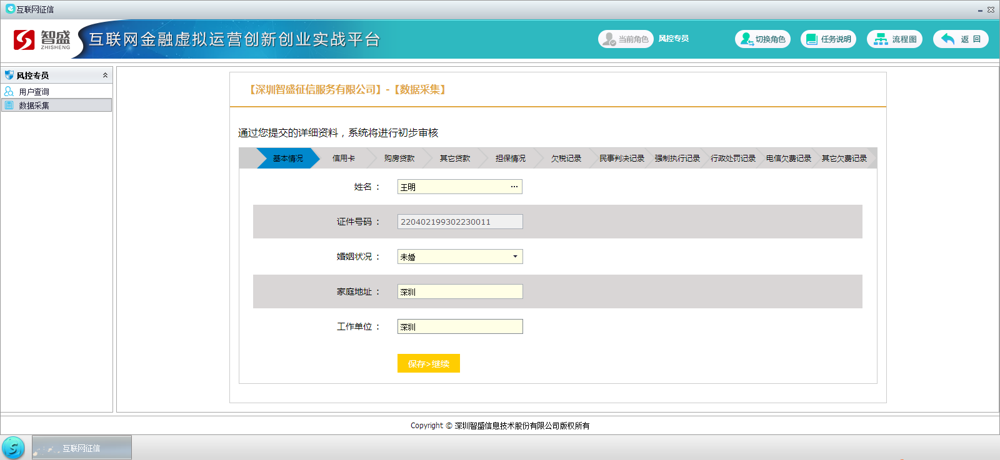 互联网征信
智盛
ZHISHENG
互联网金融虚拟运营创新创业实战平台
当前角色
风控专员
切换角色
任务说明
流程图
返 回
风控专员
用户查询
数据采集
【深圳智盛征信服务有限公司】-【数据采集】
通过您提交的详细资料，系统将进行初步审核
基本情况 信用卡 购房贷款 其它贷款 担保情况 欠税记录 民事判决记录 强制执行记录 行政处罚记录 电信欠费记录 其它欠费记录
姓名 ： 王明 ...
证件号码 ： 220402199302230011
婚姻状况 ： 未婚
家庭地址 ： 深圳
工作单位 ： 深圳
保存>继续
Copyright © 深圳智盛信息技术股份有限公司版权所有
互联网征信